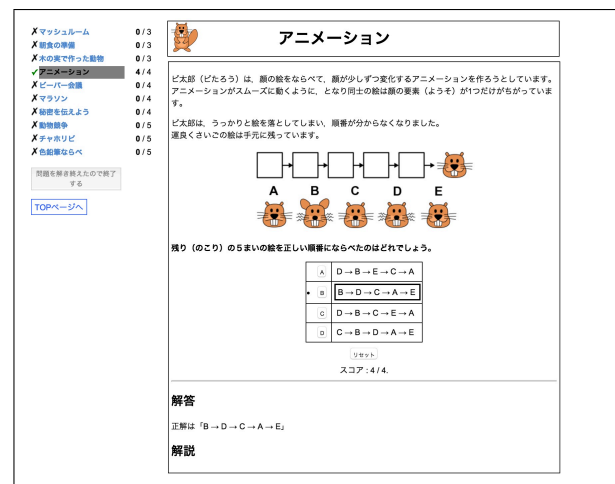 ✗マッシュルーム 0 / 3
✗朝食の準備 0 / 3
✗木の実で作った動物 0 / 3
✓アニメーション 4 / 4
✗ビーバー会議 0 / 4
✗マラソン 0 / 4
✗秘密を伝えよう 0 / 4
✗動物競争 0 / 5
✗チャホリビ 0 / 5
✗色鉛筆ならべ 0 / 5
問題を解き終えたので終了
する
TOPページへ
アニメーション
ビ太郎（びたろう）は，顔の絵をならべて，顔が少しずつ変化するアニメーションを作ろうとしています。
アニメーションがスムーズに動くように，となり同士の絵は顔の要素（ようそ）が1つだけがちがっていま
す。
ビ太郎は，うっかりと絵を落としてしまい，順番が分からなくなりました。
運良くさいごの絵は手元に残っています。
A B C D E
残り（のこり）の５まいの絵を正しい順番にならべたのはどれでしょう。
A D → B → E → C → A
B B → D → C → A → E
C D → B → C → E → A
D C → B → D → A → E
リセット
スコア : 4 / 4.
解答
正解は「B → D → C → A → E」
解説